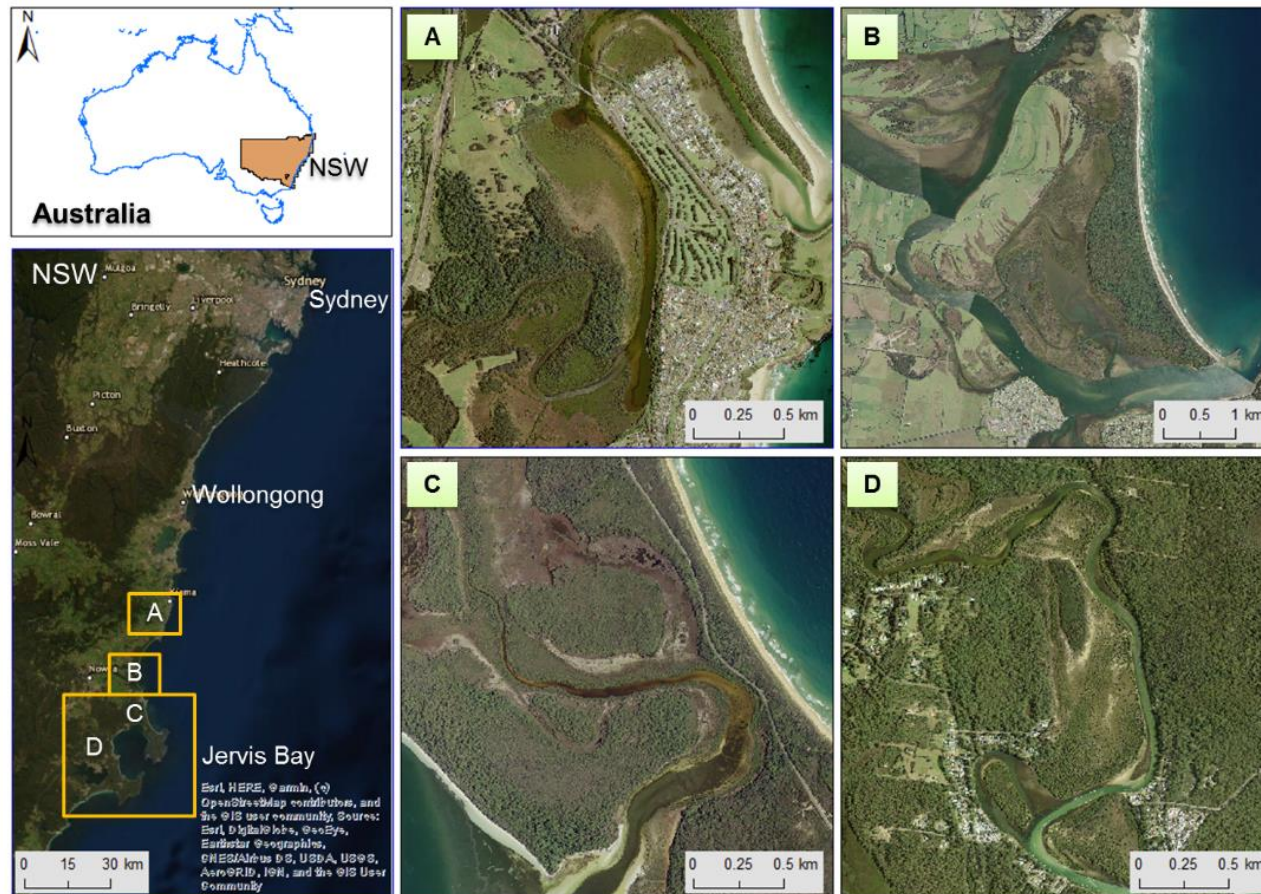 N
NSW
Australia
NSW
Mulgoa
Sydney
Sydney
Bringelly
Liverpool
Heathcote
Picton
Buxton
Wollongong
Bowral
Moss Vale
Kiama
A
Nowra
B
C
D
Jervis Bay
Esri, HERE, Garmin, (c)
OpenStreetMap contributors, and
the GIS user community, Source:
Esri, DigitalGlobe, GeoEye,
Earthstar Geographics,
CNES/Airbus DS, USDA, USGS,
AeroGRID, IGN, and the GIS User
Community
0 15 30 km
A
0 0.25 0.5 km
B
0 0.5 1 km
C
0 0.25 0.5 km
D
0 0.25 0.5 km